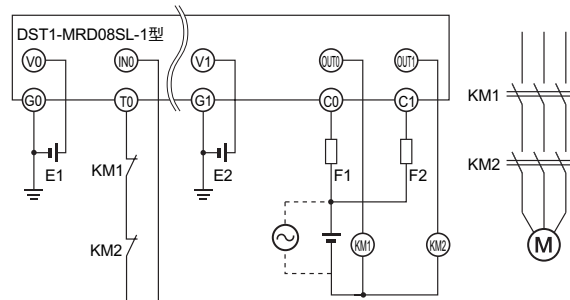 DST1-MRD08SL-1型
V0 IN0 V1 OUT0 OUT1
G0 T0 G1 C0 C1
KM1
E1 E2 F1 F2
KM1
KM2
KM2
KM1 KM2
M